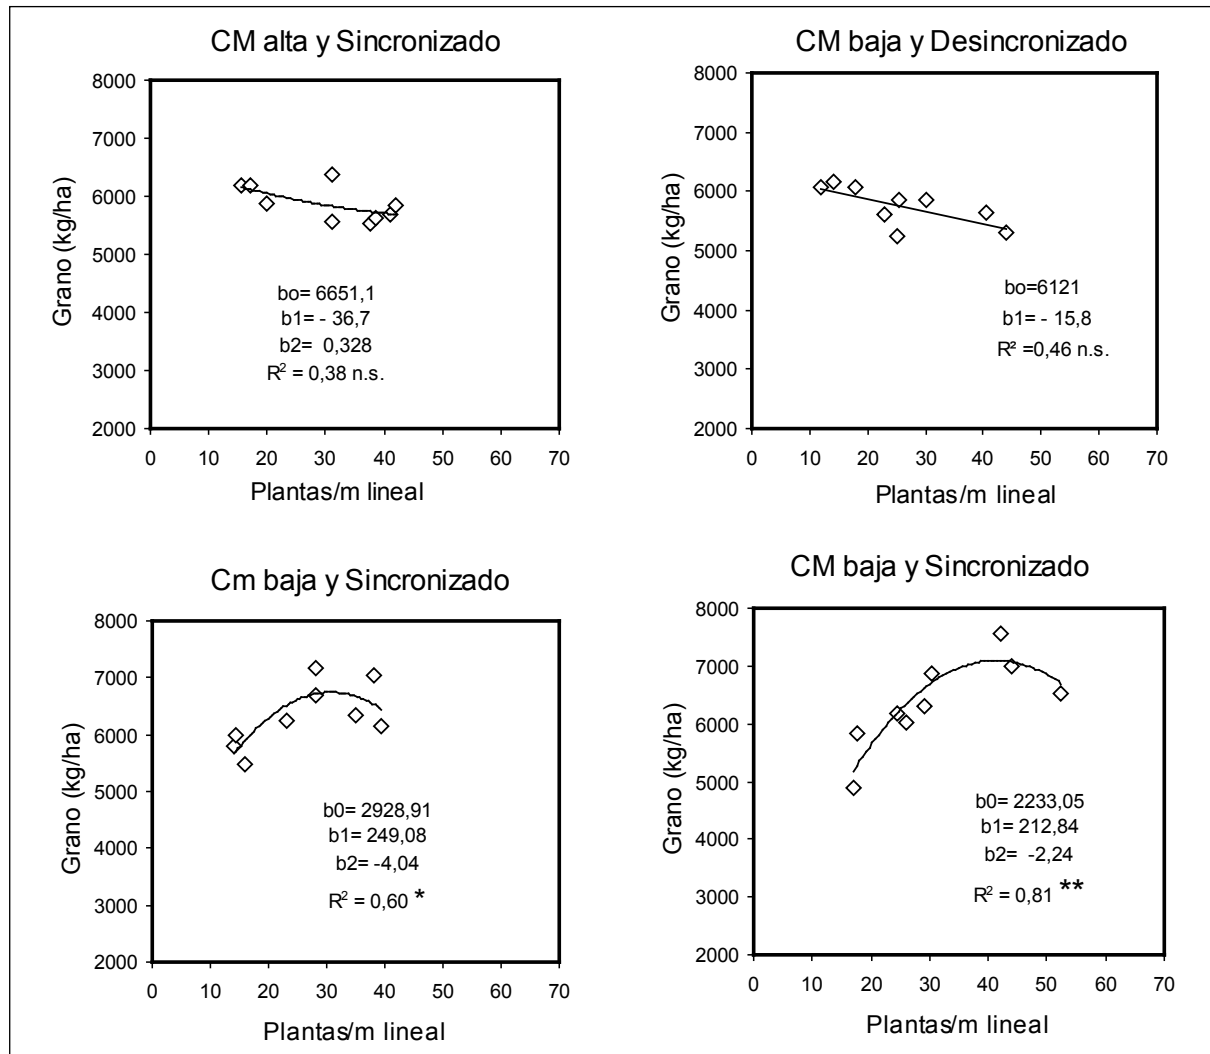 CM alta y Sincronizado
8000
7000
6000
5000
4000
3000
2000
Grano (kg/ha)
bo= 6651,1
b1= - 36,7
b2= 0,328
R² = 0,38 n.s.
0 10 20 30 40 50 60 70
Plantas/m lineal
CM baja y Desincronizado
8000
7000
6000
5000
4000
3000
2000
Grano (kg/ha)
bo=6121
b1= - 15,8
R² =0,46 n.s.
0 10 20 30 40 50 60 70
Plantas/m lineal
Cm baja y Sincronizado
8000
7000
6000
5000
4000
3000
2000
Grano (kg/ha)
b0= 2928,91
b1= 249,08
b2= -4,04
R² = 0,60 *
0 10 20 30 40 50 60 70
Plantas/m lineal
CM baja y Sincronizado
8000
7000
6000
5000
4000
3000
2000
Grano (kg/ha)
b0= 2233,05
b1= 212,84
b2= -2,24
R² = 0,81 **
0 10 20 30 40 50 60 70
Plantas/m lineal